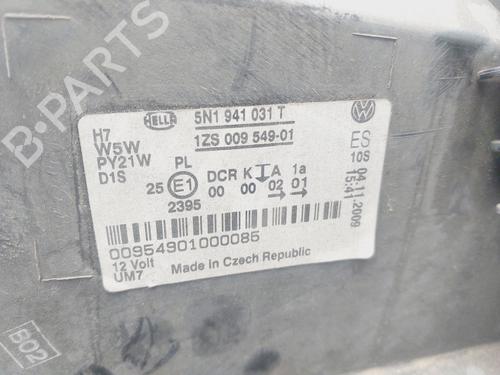 HELLA
5N1 941 031 T
1ZS 009 549-01
H7
W5W
PY21W
D1S
ES
10S
04.11.2009
15:41
PL
25 E1 DCR K A 1a
00 00 02 01
2395
00954901000085
12 Volt
UM7
Made in Czech Republic
B02
B-PARTS